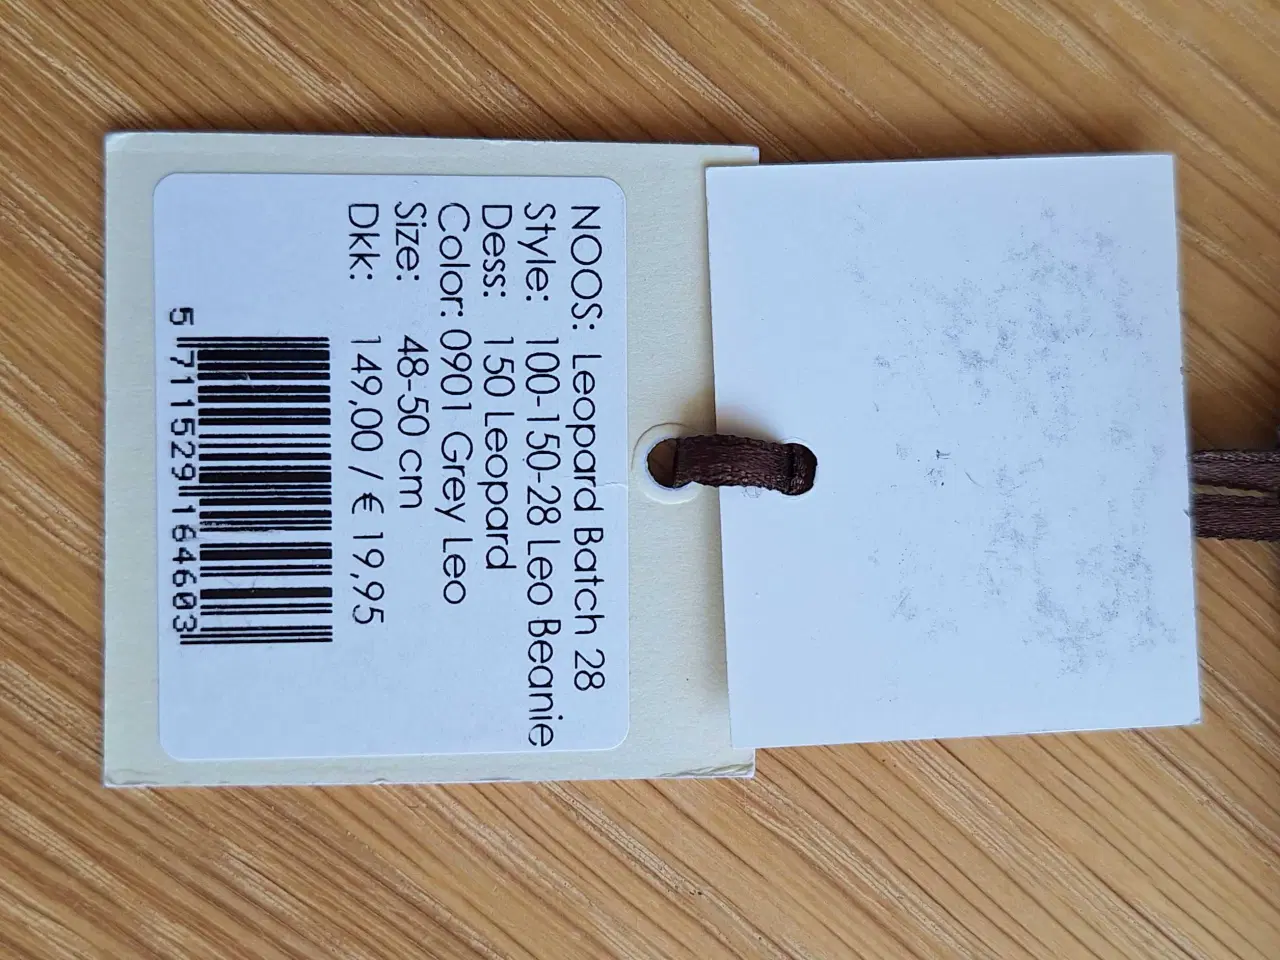 NOOS: Leopard Batch 28
Style: 100-150-28 Leo Beanie
Dess: 150 Leopard
Color: 0901 Grey Leo
Size: 48-50 cm
Dkk: 149,00 / € 19,95
5 711529 164603